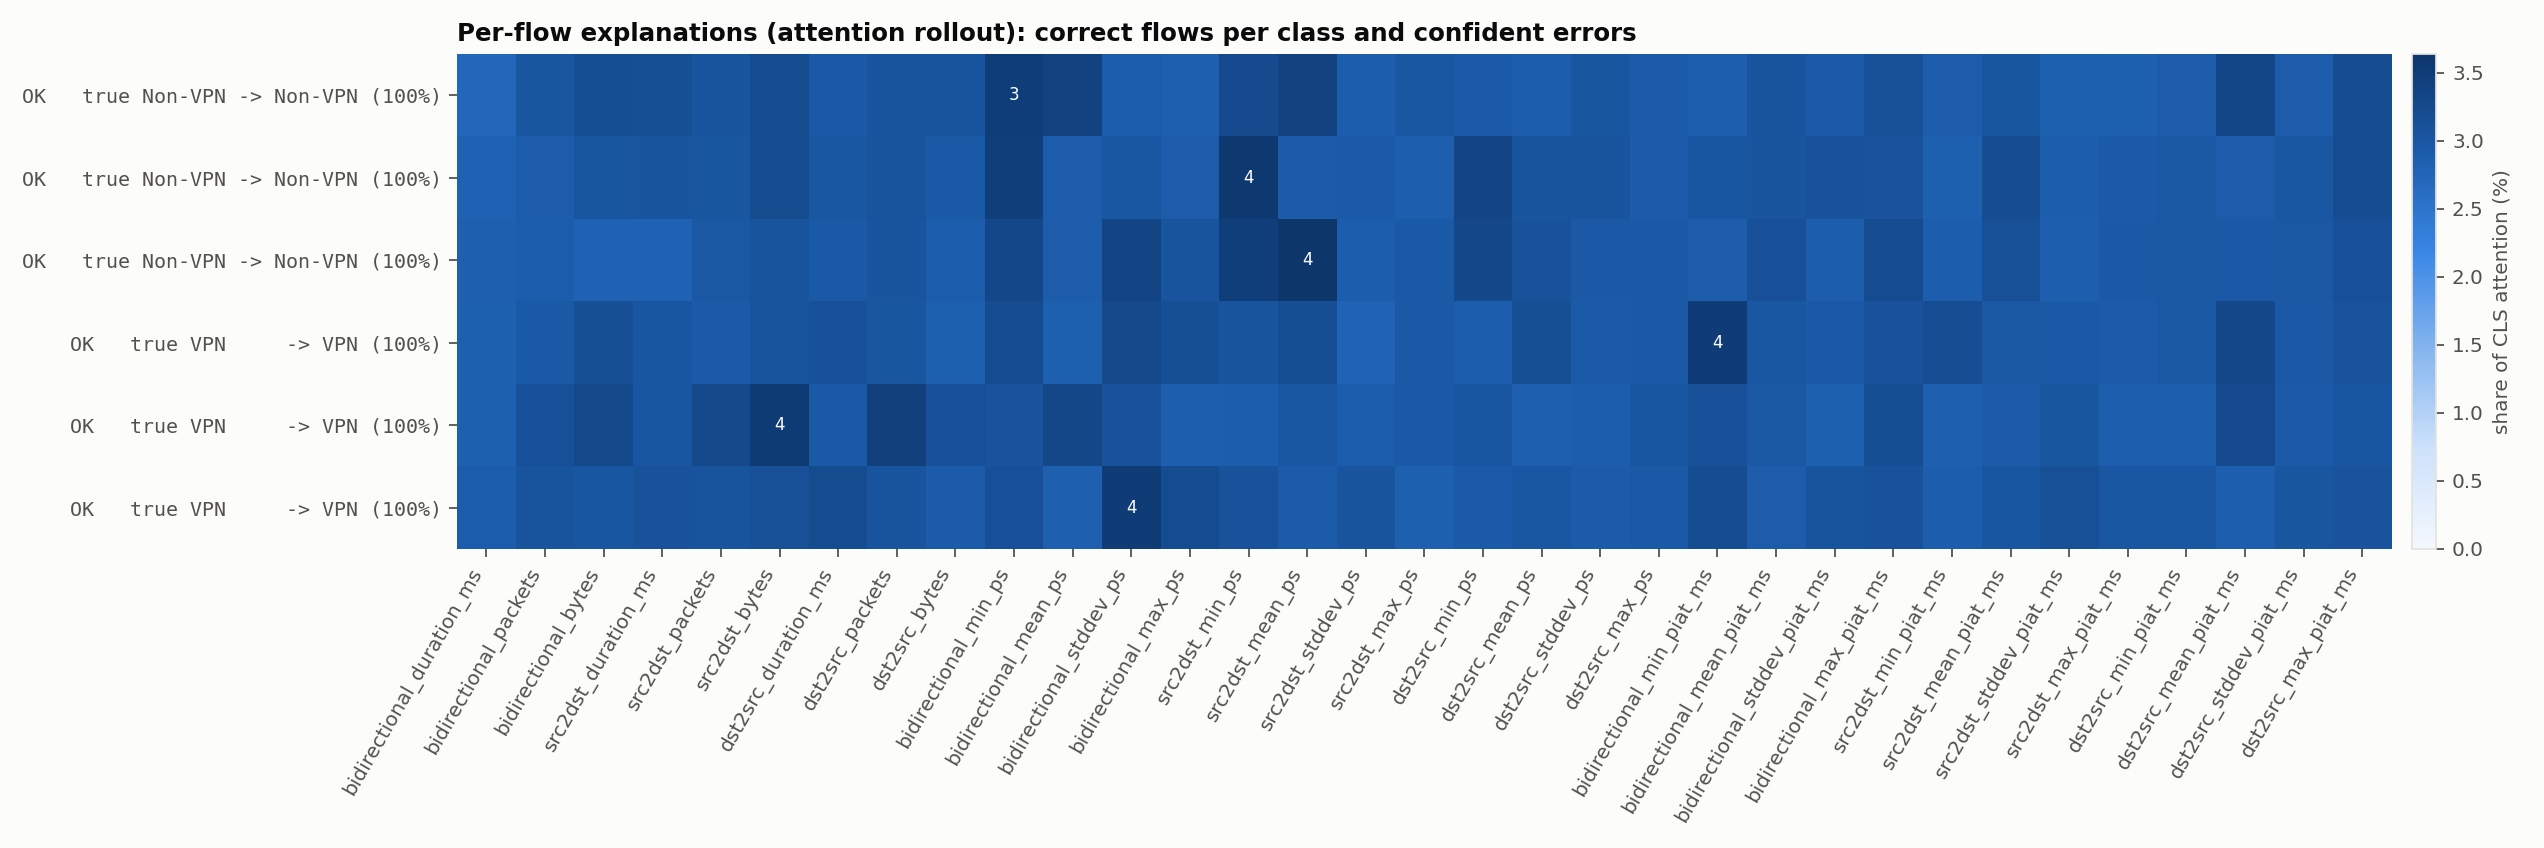 Per-flow explanations (attention rollout): correct flows per class and confident errors
OK   true Non-VPN -> Non-VPN (100%)
3
OK   true Non-VPN -> Non-VPN (100%)
4
OK   true Non-VPN -> Non-VPN (100%)
4
OK   true VPN     -> VPN (100%)
4
OK   true VPN     -> VPN (100%)
4
OK   true VPN     -> VPN (100%)
4
bidirectional_duration_ms
bidirectional_packets
bidirectional_bytes
src2dst_duration_ms
src2dst_packets
src2dst_bytes
dst2src_duration_ms
dst2src_packets
dst2src_bytes
bidirectional_min_ps
bidirectional_mean_ps
bidirectional_stddev_ps
bidirectional_max_ps
src2dst_min_ps
src2dst_mean_ps
src2dst_stddev_ps
src2dst_max_ps
dst2src_min_ps
dst2src_mean_ps
dst2src_stddev_ps
dst2src_max_ps
bidirectional_min_piat_ms
bidirectional_mean_piat_ms
bidirectional_stddev_piat_ms
bidirectional_max_piat_ms
src2dst_min_piat_ms
src2dst_mean_piat_ms
src2dst_stddev_piat_ms
src2dst_max_piat_ms
dst2src_min_piat_ms
dst2src_mean_piat_ms
dst2src_stddev_piat_ms
dst2src_max_piat_ms
3.5
3.0
2.5
2.0
1.5
1.0
0.5
0.0
share of CLS attention (%)